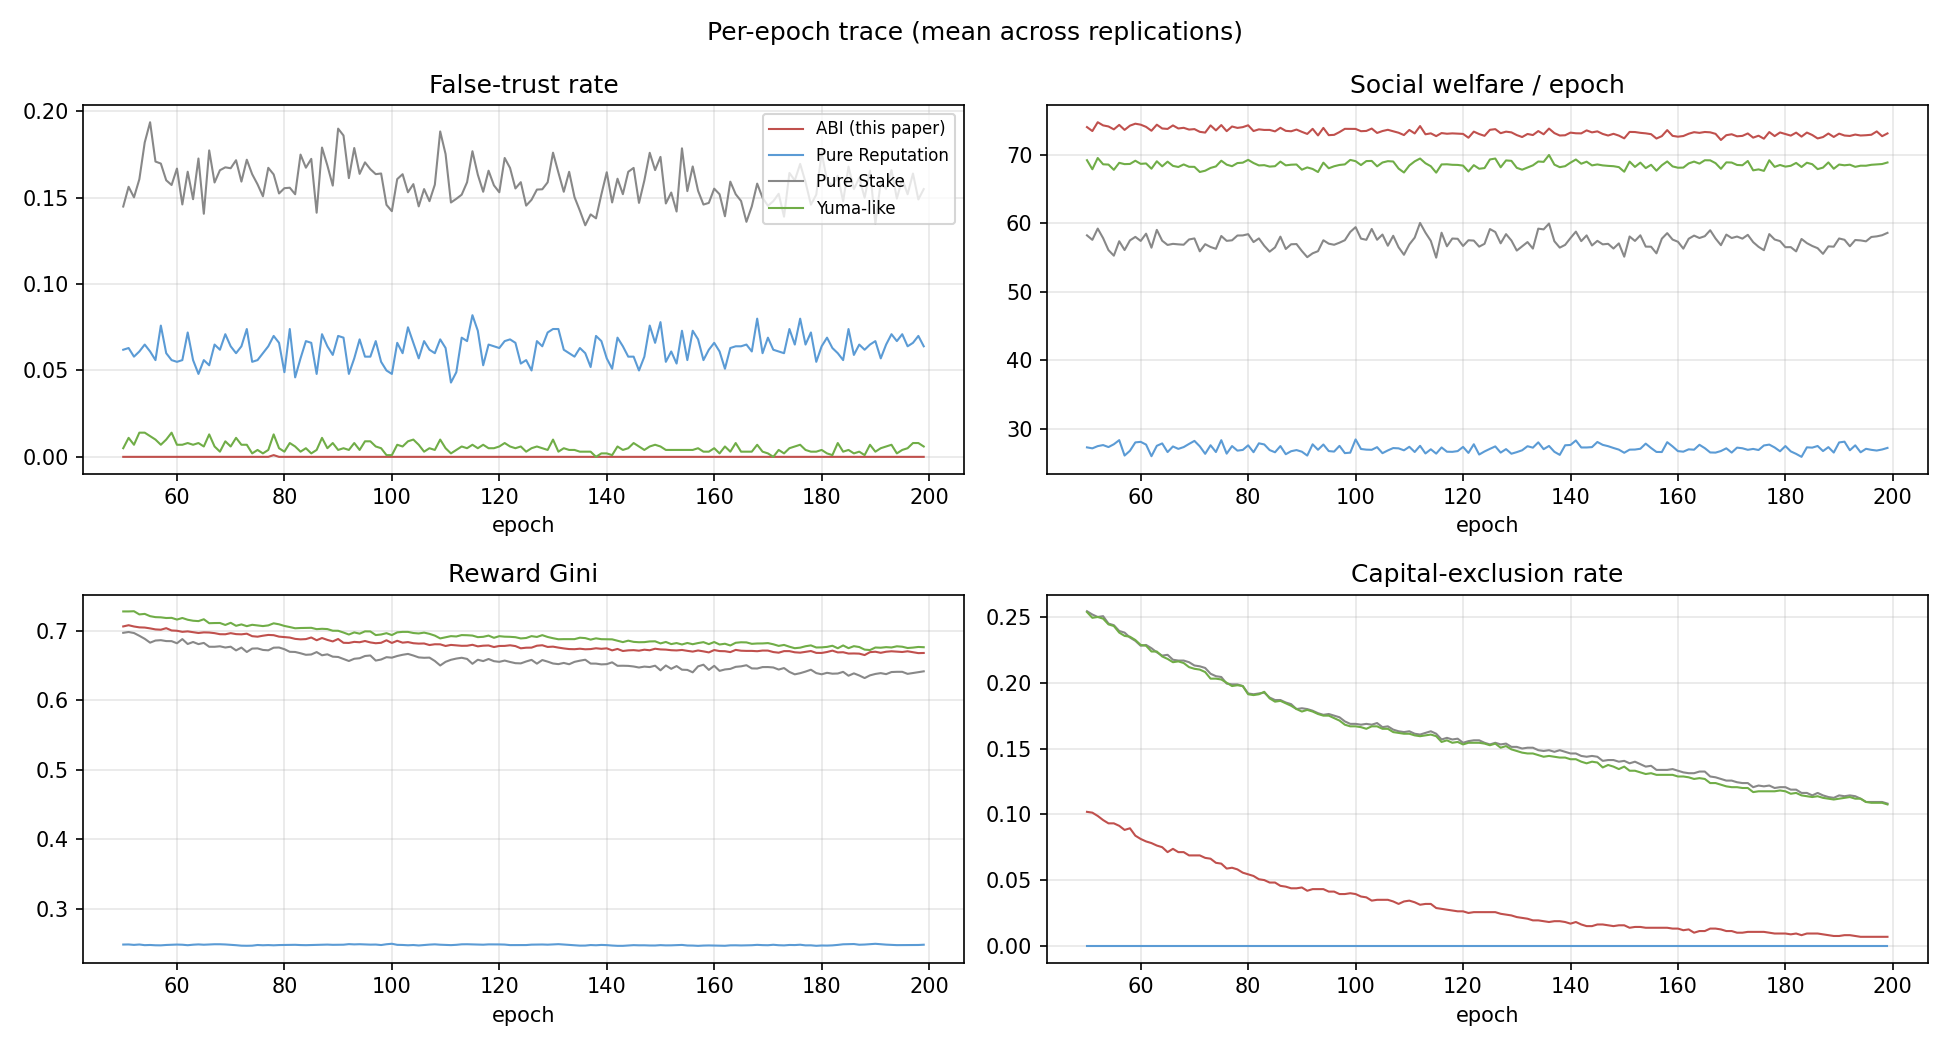 Per-epoch trace (mean across replications)
False-trust rate
0.20
0.15
0.10
0.05
0.00
ABI (this paper)
Pure Reputation
Pure Stake
Yuma-like
60 80 100 120 140 160 180 200
epoch
Social welfare / epoch
70
60
50
40
30
60 80 100 120 140 160 180 200
epoch
Reward Gini
0.7
0.6
0.5
0.4
0.3
60 80 100 120 140 160 180 200
epoch
Capital-exclusion rate
0.25
0.20
0.15
0.10
0.05
0.00
60 80 100 120 140 160 180 200
epoch